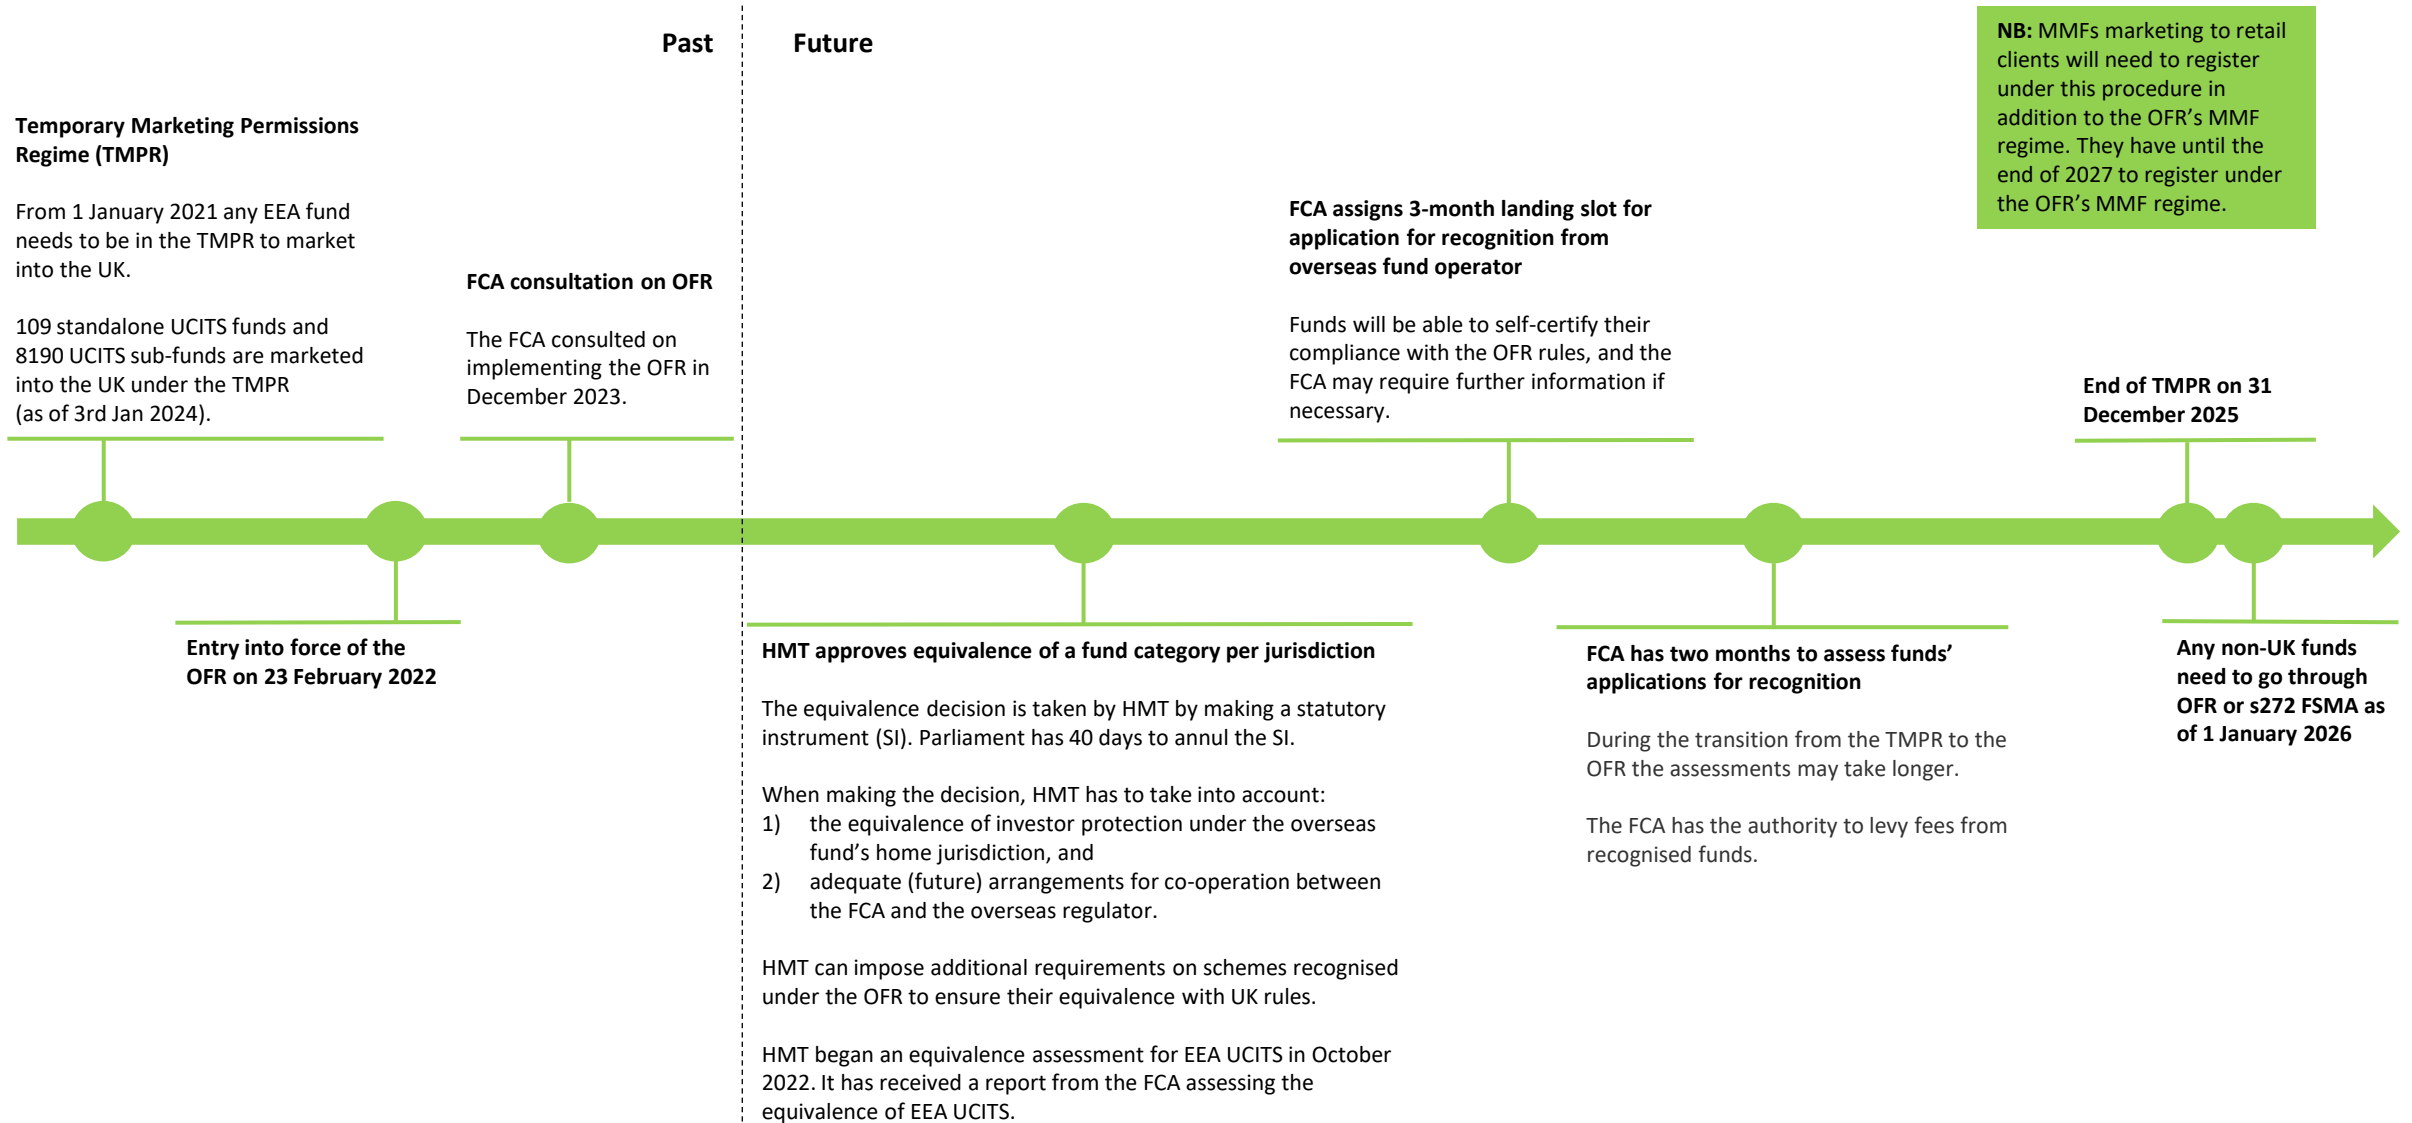 Past
Future
NB: MMFs marketing to retail
clients will need to register
under this procedure in
addition to the OFR’s MMF
regime. They have until the
end of 2027 to register under
the OFR’s MMF regime.
Temporary Marketing Permissions
Regime (TMPR)
From 1 January 2021 any EEA fund
needs to be in the TMPR to market
into the UK.
109 standalone UCITS funds and
8190 UCITS sub-funds are marketed
into the UK under the TMPR
(as of 3rd Jan 2024).
FCA consultation on OFR
The FCA consulted on
implementing the OFR in
December 2023.
FCA assigns 3-month landing slot for
application for recognition from
overseas fund operator
Funds will be able to self-certify their
compliance with the OFR rules, and the
FCA may require further information if
necessary.
End of TMPR on 31
December 2025
Entry into force of the
OFR on 23 February 2022
HMT approves equivalence of a fund category per jurisdiction
The equivalence decision is taken by HMT by making a statutory
instrument (SI). Parliament has 40 days to annul the SI.
When making the decision, HMT has to take into account:
1) the equivalence of investor protection under the overseas
fund’s home jurisdiction, and
2) adequate (future) arrangements for co-operation between
the FCA and the overseas regulator.
HMT can impose additional requirements on schemes recognised
under the OFR to ensure their equivalence with UK rules.
HMT began an equivalence assessment for EEA UCITS in October
2022. It has received a report from the FCA assessing the
equivalence of EEA UCITS.
FCA has two months to assess funds’
applications for recognition
During the transition from the TMPR to the
OFR the assessments may take longer.
The FCA has the authority to levy fees from
recognised funds.
Any non-UK funds
need to go through
OFR or s272 FSMA as
of 1 January 2026